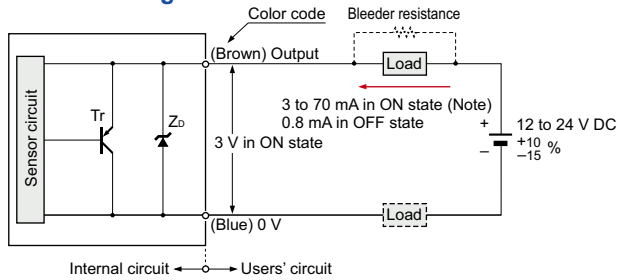 Color code
Bleeder resistance
(Brown) Output
Load
Sensor circuit
Tr
ZD
3 V in ON state
3 to 70 mA in ON state (Note)
0.8 mA in OFF state
+
–
12 to 24 V DC
+10
–15 %
(Blue) 0 V
Load
Internal circuit
Users' circuit